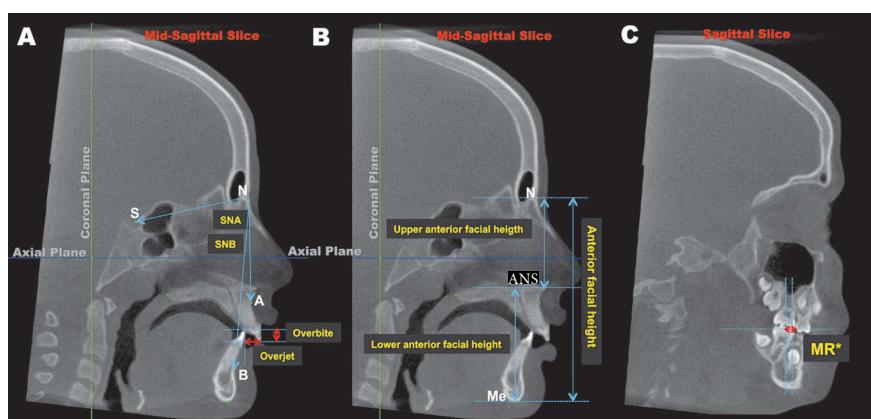 A
Mid-Sagittal Slice
Coronal Plane
N
S
SNA
SNB
Axial Plane
Axial Plane
A
Overbite
Overjet
B
B
Mid-Sagittal Slice
Coronal Plane
N
Upper anterior facial heigth
Anterior facial height
ANS
Lower anterior facial height
Me
C
Sagittal Slice
MR*